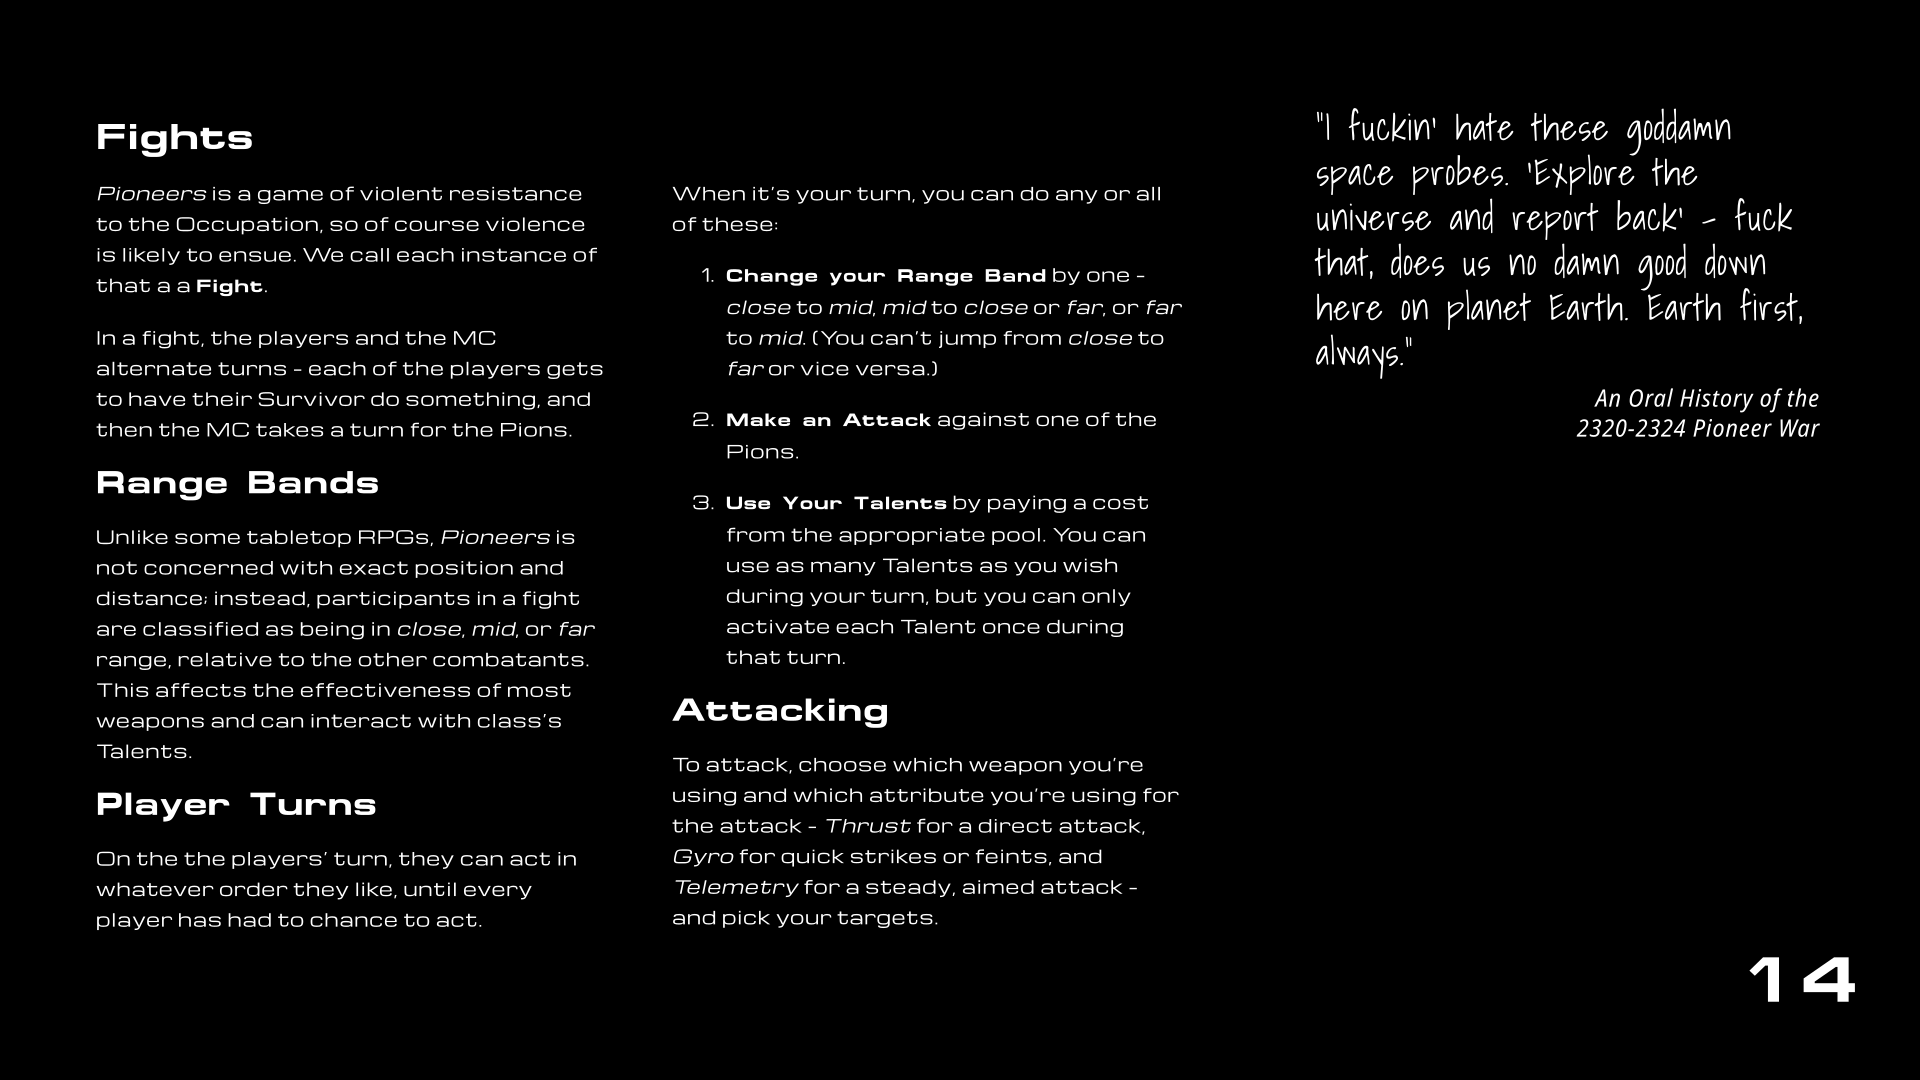 Fights
Pioneers is a game of violent resistance
to the Occupation, so of course violence
is likely to ensue. We call each instance of
that a a Fight.
In a fight, the players and the MC
alternate turns - each of the players gets
to have their Survivor do something, and
then the MC takes a turn for the Pions.
Range Bands
Unlike some tabletop RPGs, Pioneers is
not concerned with exact position and
distance; instead, participants in a fight
are classified as being in close, mid, or far
range, relative to the other combatants.
This affects the effectiveness of most
weapons and can interact with class’s
Talents.
Player Turns
On the the players’ turn, they can act in
whatever order they like, until every
player has had to chance to act.
When it’s your turn, you can do any or all
of these:
1. Change your Range Band by one -
close to mid, mid to close or far, or far
to mid. (You can’t jump from close to
far or vice versa.)
2. Make an Attack against one of the
Pions.
3. Use Your Talents by paying a cost
from the appropriate pool. You can
use as many Talents as you wish
during your turn, but you can only
activate each Talent once during
that turn.
Attacking
To attack, choose which weapon you’re
using and which attribute you’re using for
the attack - Thrust for a direct attack,
Gyro for quick strikes or feints, and
Telemetry for a steady, aimed attack -
and pick your targets.
"I fuckin' hate these goddamn
space probes. 'Explore the
universe and report back' - fuck
that, does us no damn good down
here on planet Earth. Earth first,
always."
An Oral History of the
2320-2324 Pioneer War
14